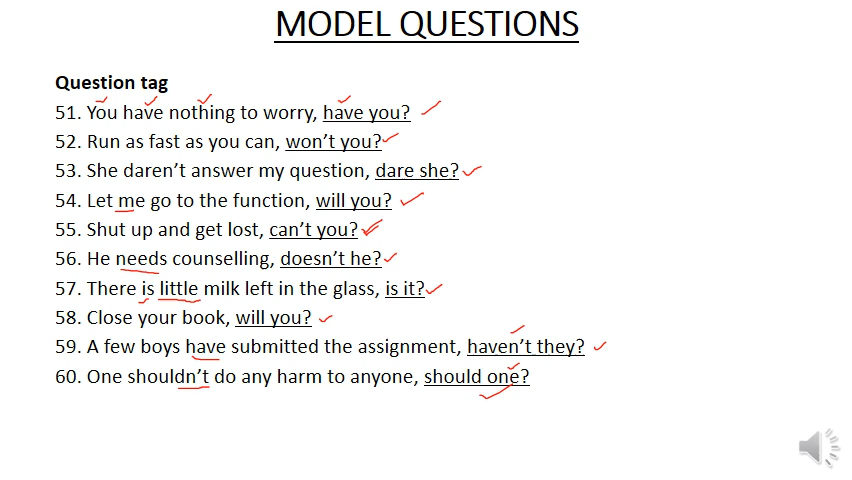 MODEL QUESTIONS
Question tag
51. You have nothing to worry, have you?
52. Run as fast as you can, won't you?
53. She daren't answer my question, dare she?
54. Let me go to the function, will you?
55. Shut up and get lost, can't you?
56. He needs counselling, doesn't he?
57. There is little milk left in the glass, is it?
58. Close your book, will you?
59. A few boys have submitted the assignment, haven't they?
60. One shouldn't do any harm to anyone, should one?